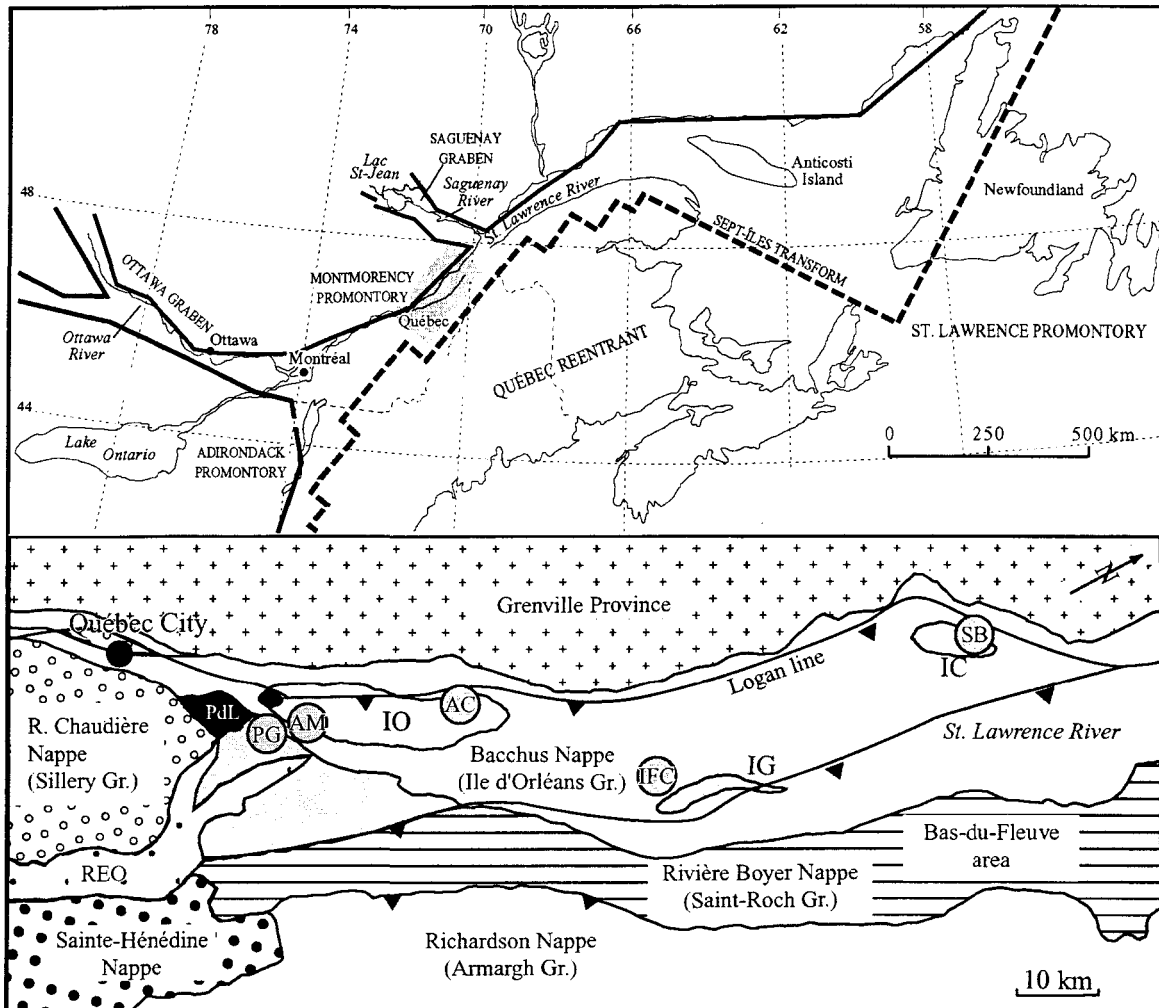 78
74
70
66
62
58
SAGUENAY
GRABEN
Lac
St-Jean
Saguenay
River
St. Lawrence River
Anticosti
Island
Newfoundland
48
SEPT-ÎLES TRANSFORM
OTTAWA GRABEN
MONTMORENCY
PROMONTORY
Québec
Ottawa
River
Ottawa
Montréal
QUÉBEC REENTRANT
ST. LAWRENCE PROMONTORY
44
Lake
Ontario
ADIRONDACK
PROMONTORY
0 250 500 km
N
Grenville Province
Québec City
SB
IC
Logan line
PdL
PG
AM
IO
AC
R. Chaudière
Nappe
(Sillery Gr.)
Bacchus Nappe
(Ile d'Orléans Gr.)
IFC
IG
St. Lawrence River
Bas-du-Fleuve
area
REQ
Rivière Boyer Nappe
(Saint-Roch Gr.)
Sainte-Hénédine
Nappe
Richardson Nappe
(Armargh Gr.)
10 km